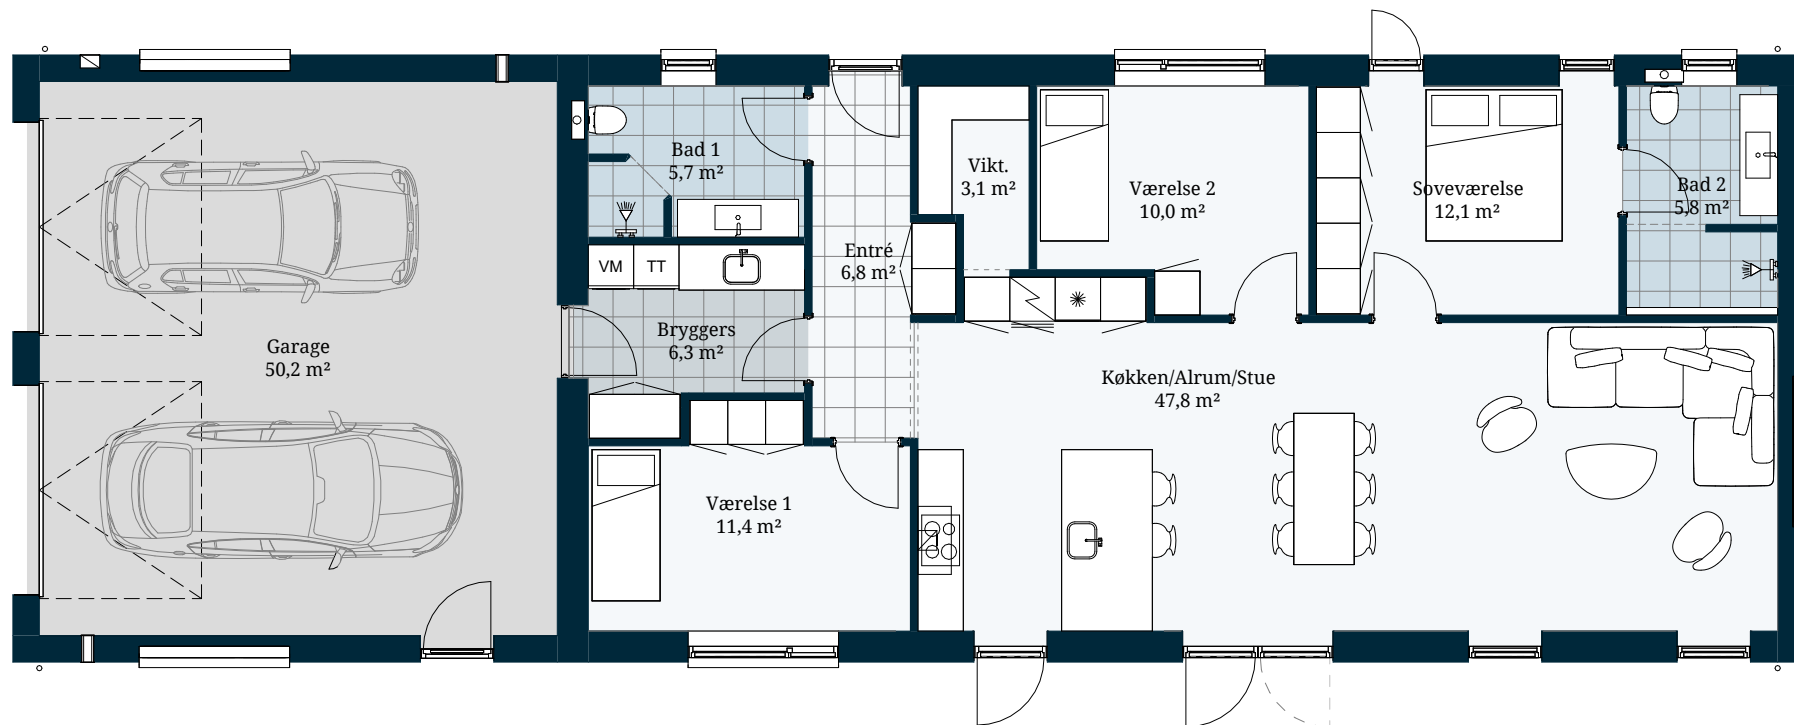 Bad 1
5,7 m²
Vikt.
3,1 m²
Værelse 2
10,0 m²
Soveværelse
12,1 m²
Bad 2
5,8 m²
Entré
6,8 m²
VM
TT
Bryggers
6,3 m²
Garage
50,2 m²
Køkken/Alrum/Stue
47,8 m²
Værelse 1
11,4 m²